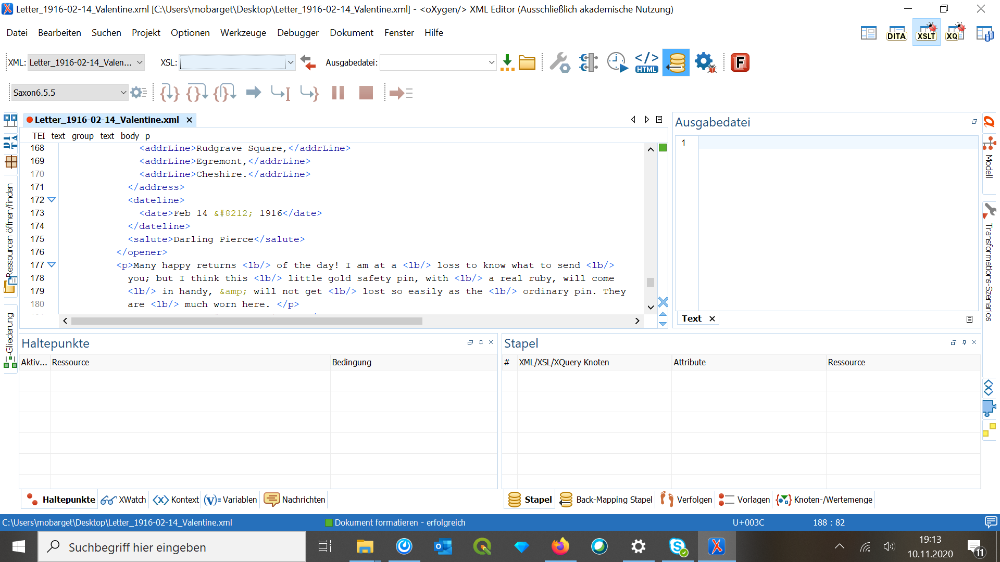 Letter_1916-02-14_Valentine.xml [C:\Users\mobarget\Desktop\Letter_1916-02-14_Valentine.xml] - <oXygen/> XML Editor (Ausschließlich akademische Nutzung)
Datei Bearbeiten Suchen Projekt Optionen Werkzeuge Debugger Dokument Fenster Hilfe
DITA XSLT XQ
XML: Letter_1916-02-14_Valen... XSL: Ausgabedatei: </> HTML F
Saxon6.5.5
Letter_1916-02-14_Valentine.xml
TEI text group text body p
168 <addrLine>Rudgrave Square,</addrLine>
169 <addrLine>Egremont,</addrLine>
170 <addrLine>Cheshire.</addrLine>
171 </address>
172 <dateline>
173 <date>Feb 14 &#8212; 1916</date>
174 </dateline>
175 <salute>Darling Pierce</salute>
176 </opener>
177 <p>Many happy returns <lb/> of the day! I am at a <lb/> loss to know what to send <lb/>
178 you; but I think this <lb/> little gold safety pin, with <lb/> a real ruby, will come
179 <lb/> in handy, &amp; will not get <lb/> lost so easily as the <lb/> ordinary pin. They
180 are <lb/> much worn here. </p>
Ausgabedatei
1
Text
DITA
Ressourcen öffnen/finden
Gliederung
Modell
Transformations-Szenarios
Haltepunkte
Aktiv... Ressource Bedingung
Stapel
# XML/XSL/XQuery Knoten Attribute Ressource
Haltepunkte XWatch Kontext Variablen Nachrichten
Stapel Back-Mapping Stapel Verfolgen Vorlagen Knoten-/Wertemenge
C:\Users\mobarget\Desktop\Letter_1916-02-14_Valentine.xml Dokument formatieren - erfolgreich U+003C 188 : 82
Suchbegriff hier eingeben
19:13
10.11.2020
11